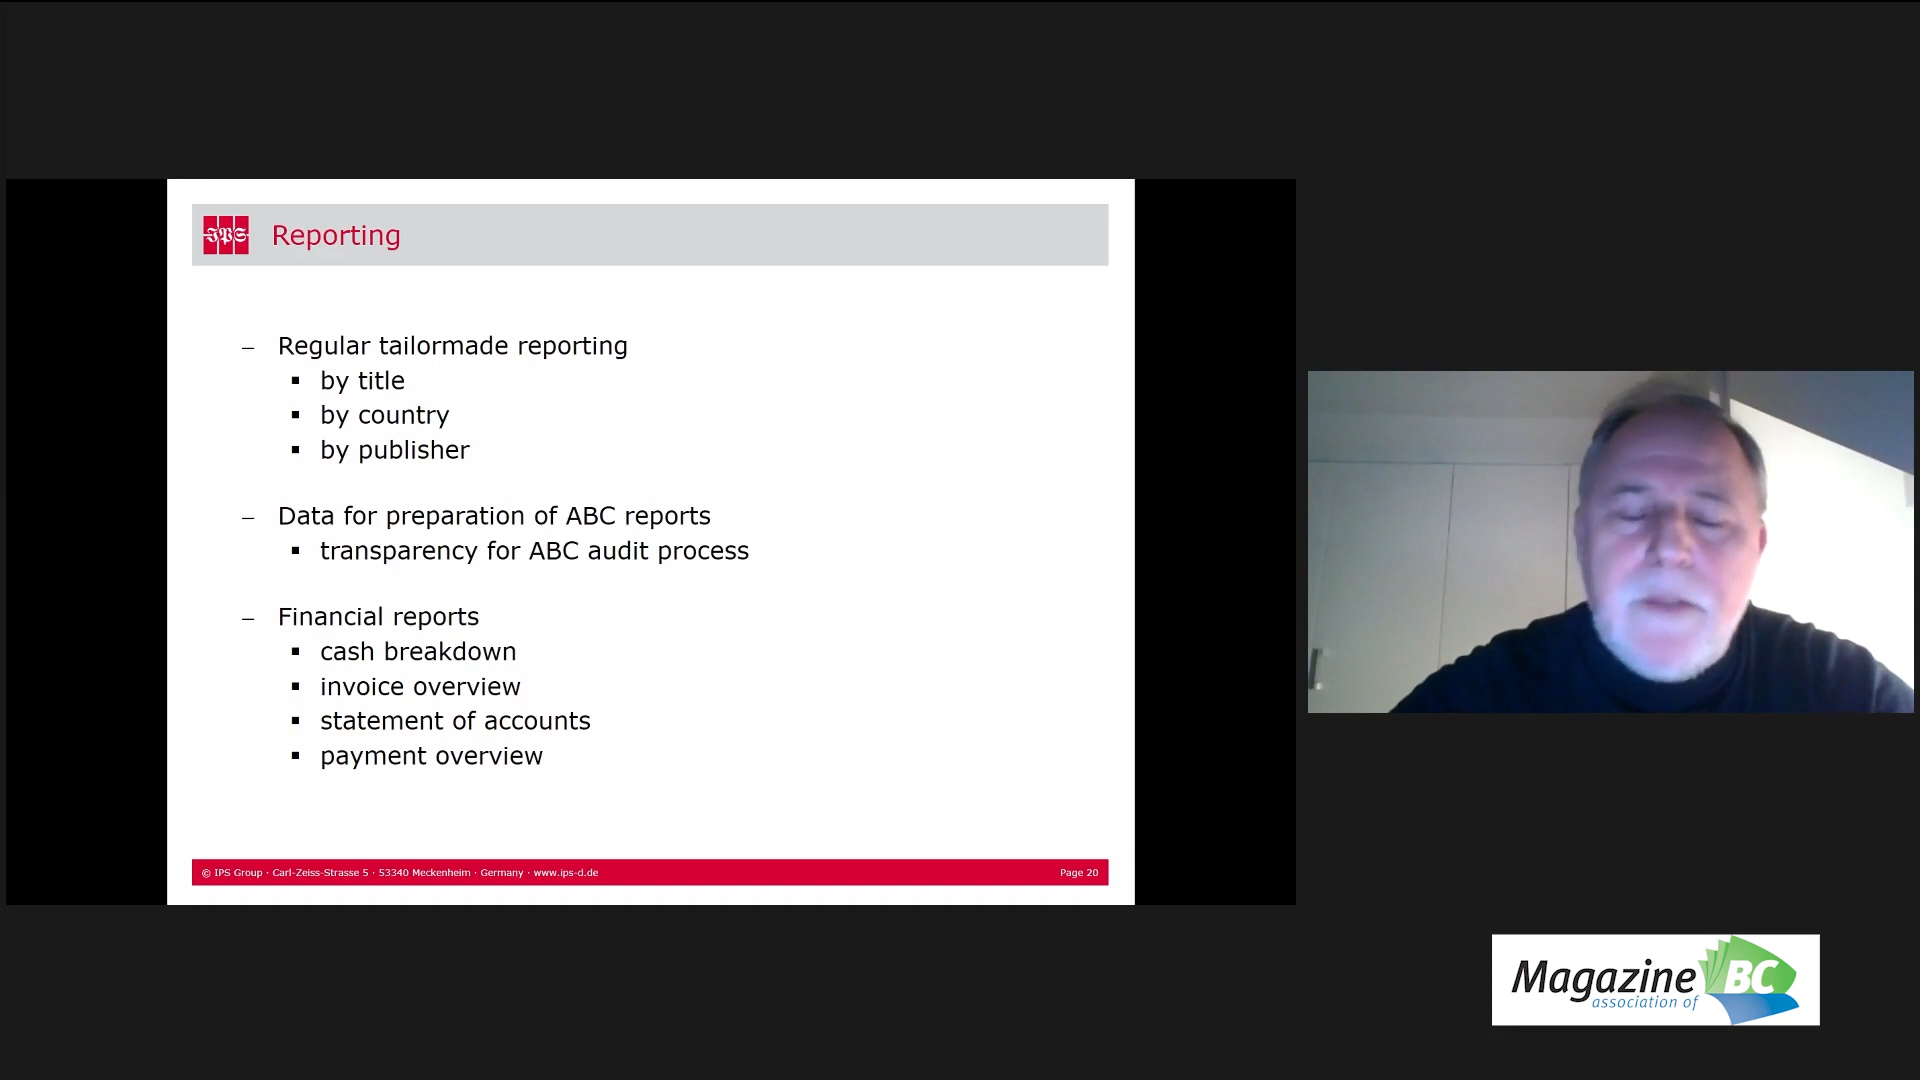 IPS
Reporting
– Regular tailormade reporting
▪ by title
▪ by country
▪ by publisher
– Data for preparation of ABC reports
▪ transparency for ABC audit process
– Financial reports
▪ cash breakdown
▪ invoice overview
▪ statement of accounts
▪ payment overview
© IPS Group · Carl-Zeiss-Strasse 5 · 53340 Meckenheim · Germany · www.ips-d.de
Page 20
Magazine BC
association of